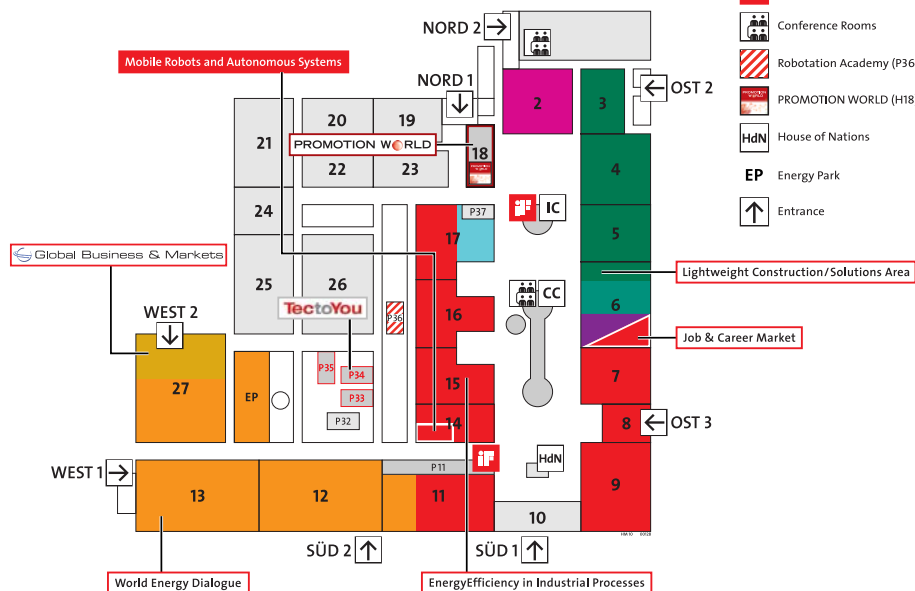 NORD 2
Conference Rooms
Mobile Robots and Autonomous Systems
Robotation Academy (P36
NORD 1
2
3
OST 2
PROMOTION WORLD (H18
20
19
21
PROMOTION WORLD
18
HdN House of Nations
22
23
4
EP Energy Park
24
P37
iF IC
Entrance
17
5
Global Business & Markets
25
26
Lightweight Construction/Solutions Area
CC
6
WEST 2
TectoYou
P36
16
Job & Career Market
P35
P34
27
EP
P33
15
7
P32
14
8
OST 3
WEST 1
P11
iF
HdN
13
12
11
9
10
HM10 00128
SÜD 2
SÜD 1
World Energy Dialogue
EnergyEfficiency in Industrial Processes